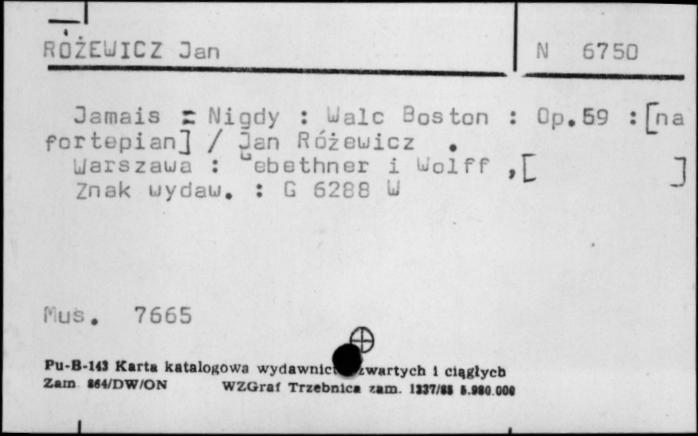 RÓŻEWICZ Jan N 6750
Jamais = Nigdy : Walc Boston : Op.59 :[na
fortepian] / Jan Różewicz .
Warszawa : Gebethner i Wolff ,[ ]
Znak wydaw. : G 6288 W
Mus. 7665
Pu-B-143 Karta katalogowa wydawnictw zwartych i ciągłych
Zam 864/DW/ON WZGraf Trzebnica zam. 1337/88 5.980.000